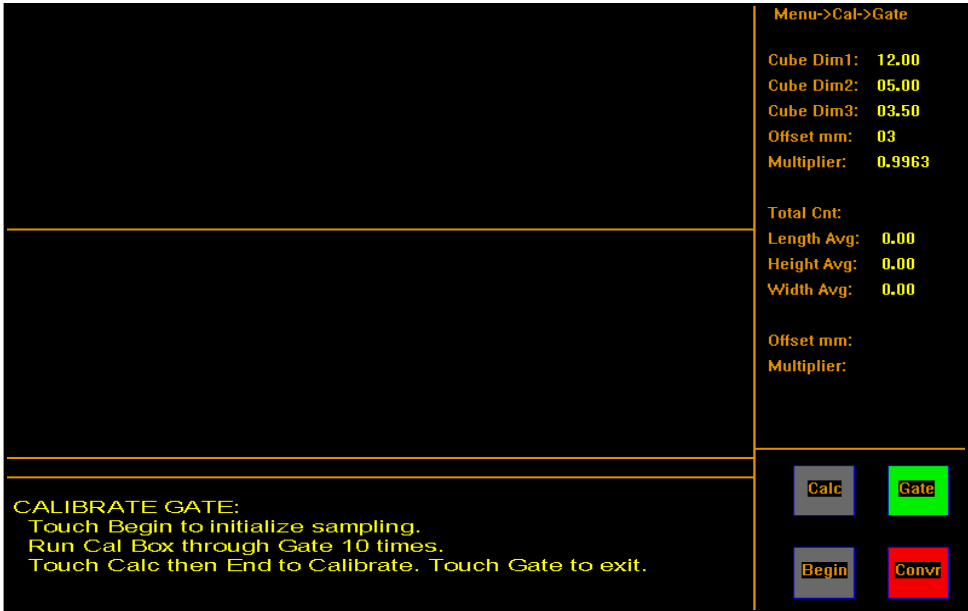 Menu->Cal->Gate
Cube Dim1: 12.00
Cube Dim2: 05.00
Cube Dim3: 03.50
Offset mm: 03
Multiplier: 0.9963
Total Cnt:
Length Avg: 0.00
Height Avg: 0.00
Width Avg: 0.00
Offset mm:
Multiplier:
Calc Gate
Begin Convr
CALIBRATE GATE:
Touch Begin to initialize sampling.
Run Cal Box through Gate 10 times.
Touch Calc then End to Calibrate. Touch Gate to exit.